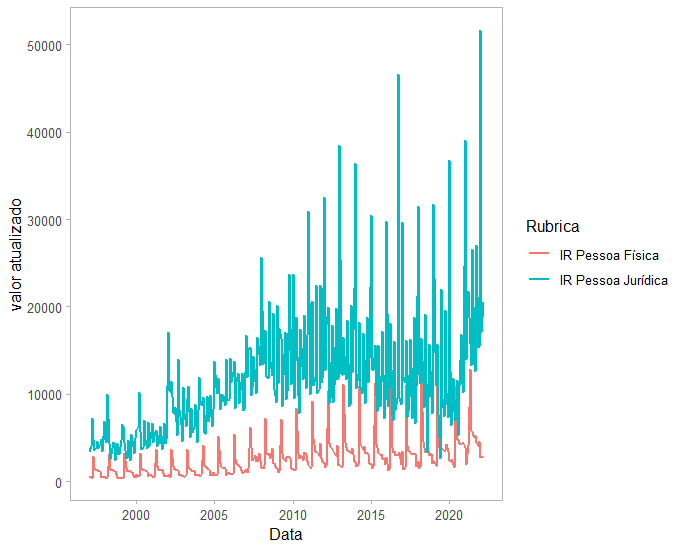 50000
40000
30000
20000
10000
0
valor atualizado
2000
2005
2010
2015
2020
Data
Rubrica
IR Pessoa Física
IR Pessoa Jurídica